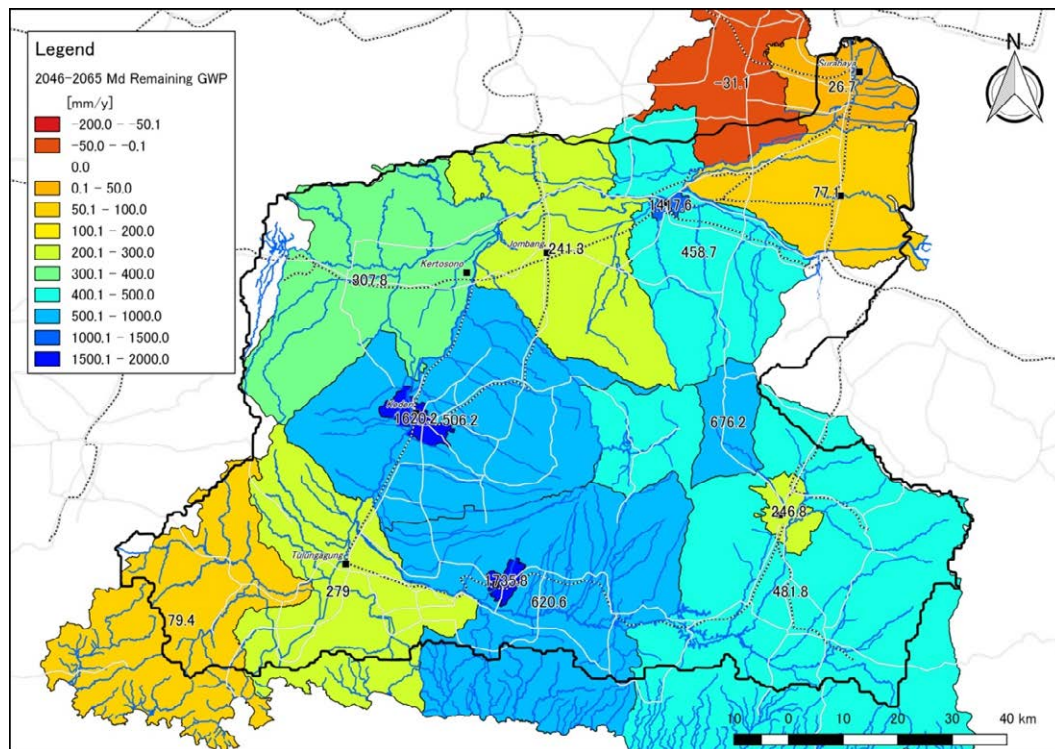 Legend
2046-2065 Md Remaining GWP
[mm/y]
-200.0 - -50.1
-50.0 - -0.1
0.0
0.1 - 50.0
50.1 - 100.0
100.1 - 200.0
200.1 - 300.0
300.1 - 400.0
400.1 - 500.0
500.1 - 1000.0
1000.1 - 1500.0
1500.1 - 2000.0
N
Surabaya
-31.1
26.7
77.1
1417.6
Jombang
241.3
458.7
Kertosono
307.8
1629.2
506.2
676.2
246.8
Tulungagung
279
1735.8
620.6
481.8
79.4
10 0 10 20 30 40 km